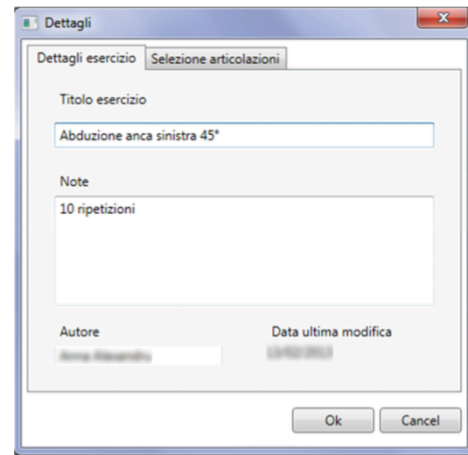 Dettagli
Dettagli esercizio Selezione articolazioni
Titolo esercizio
Abduzione anca sinistra 45°
Note
10 ripetizioni
Autore Data ultima modifica
Ok Cancel